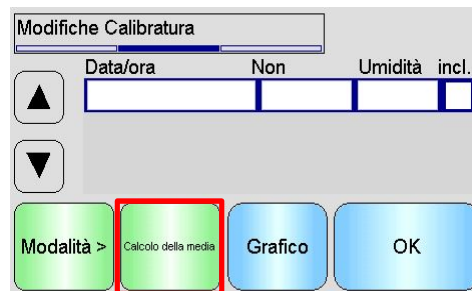 Modifiche Calibratura
Data/ora Non Umidità incl.
Modalità > Calcolo della media Grafico OK